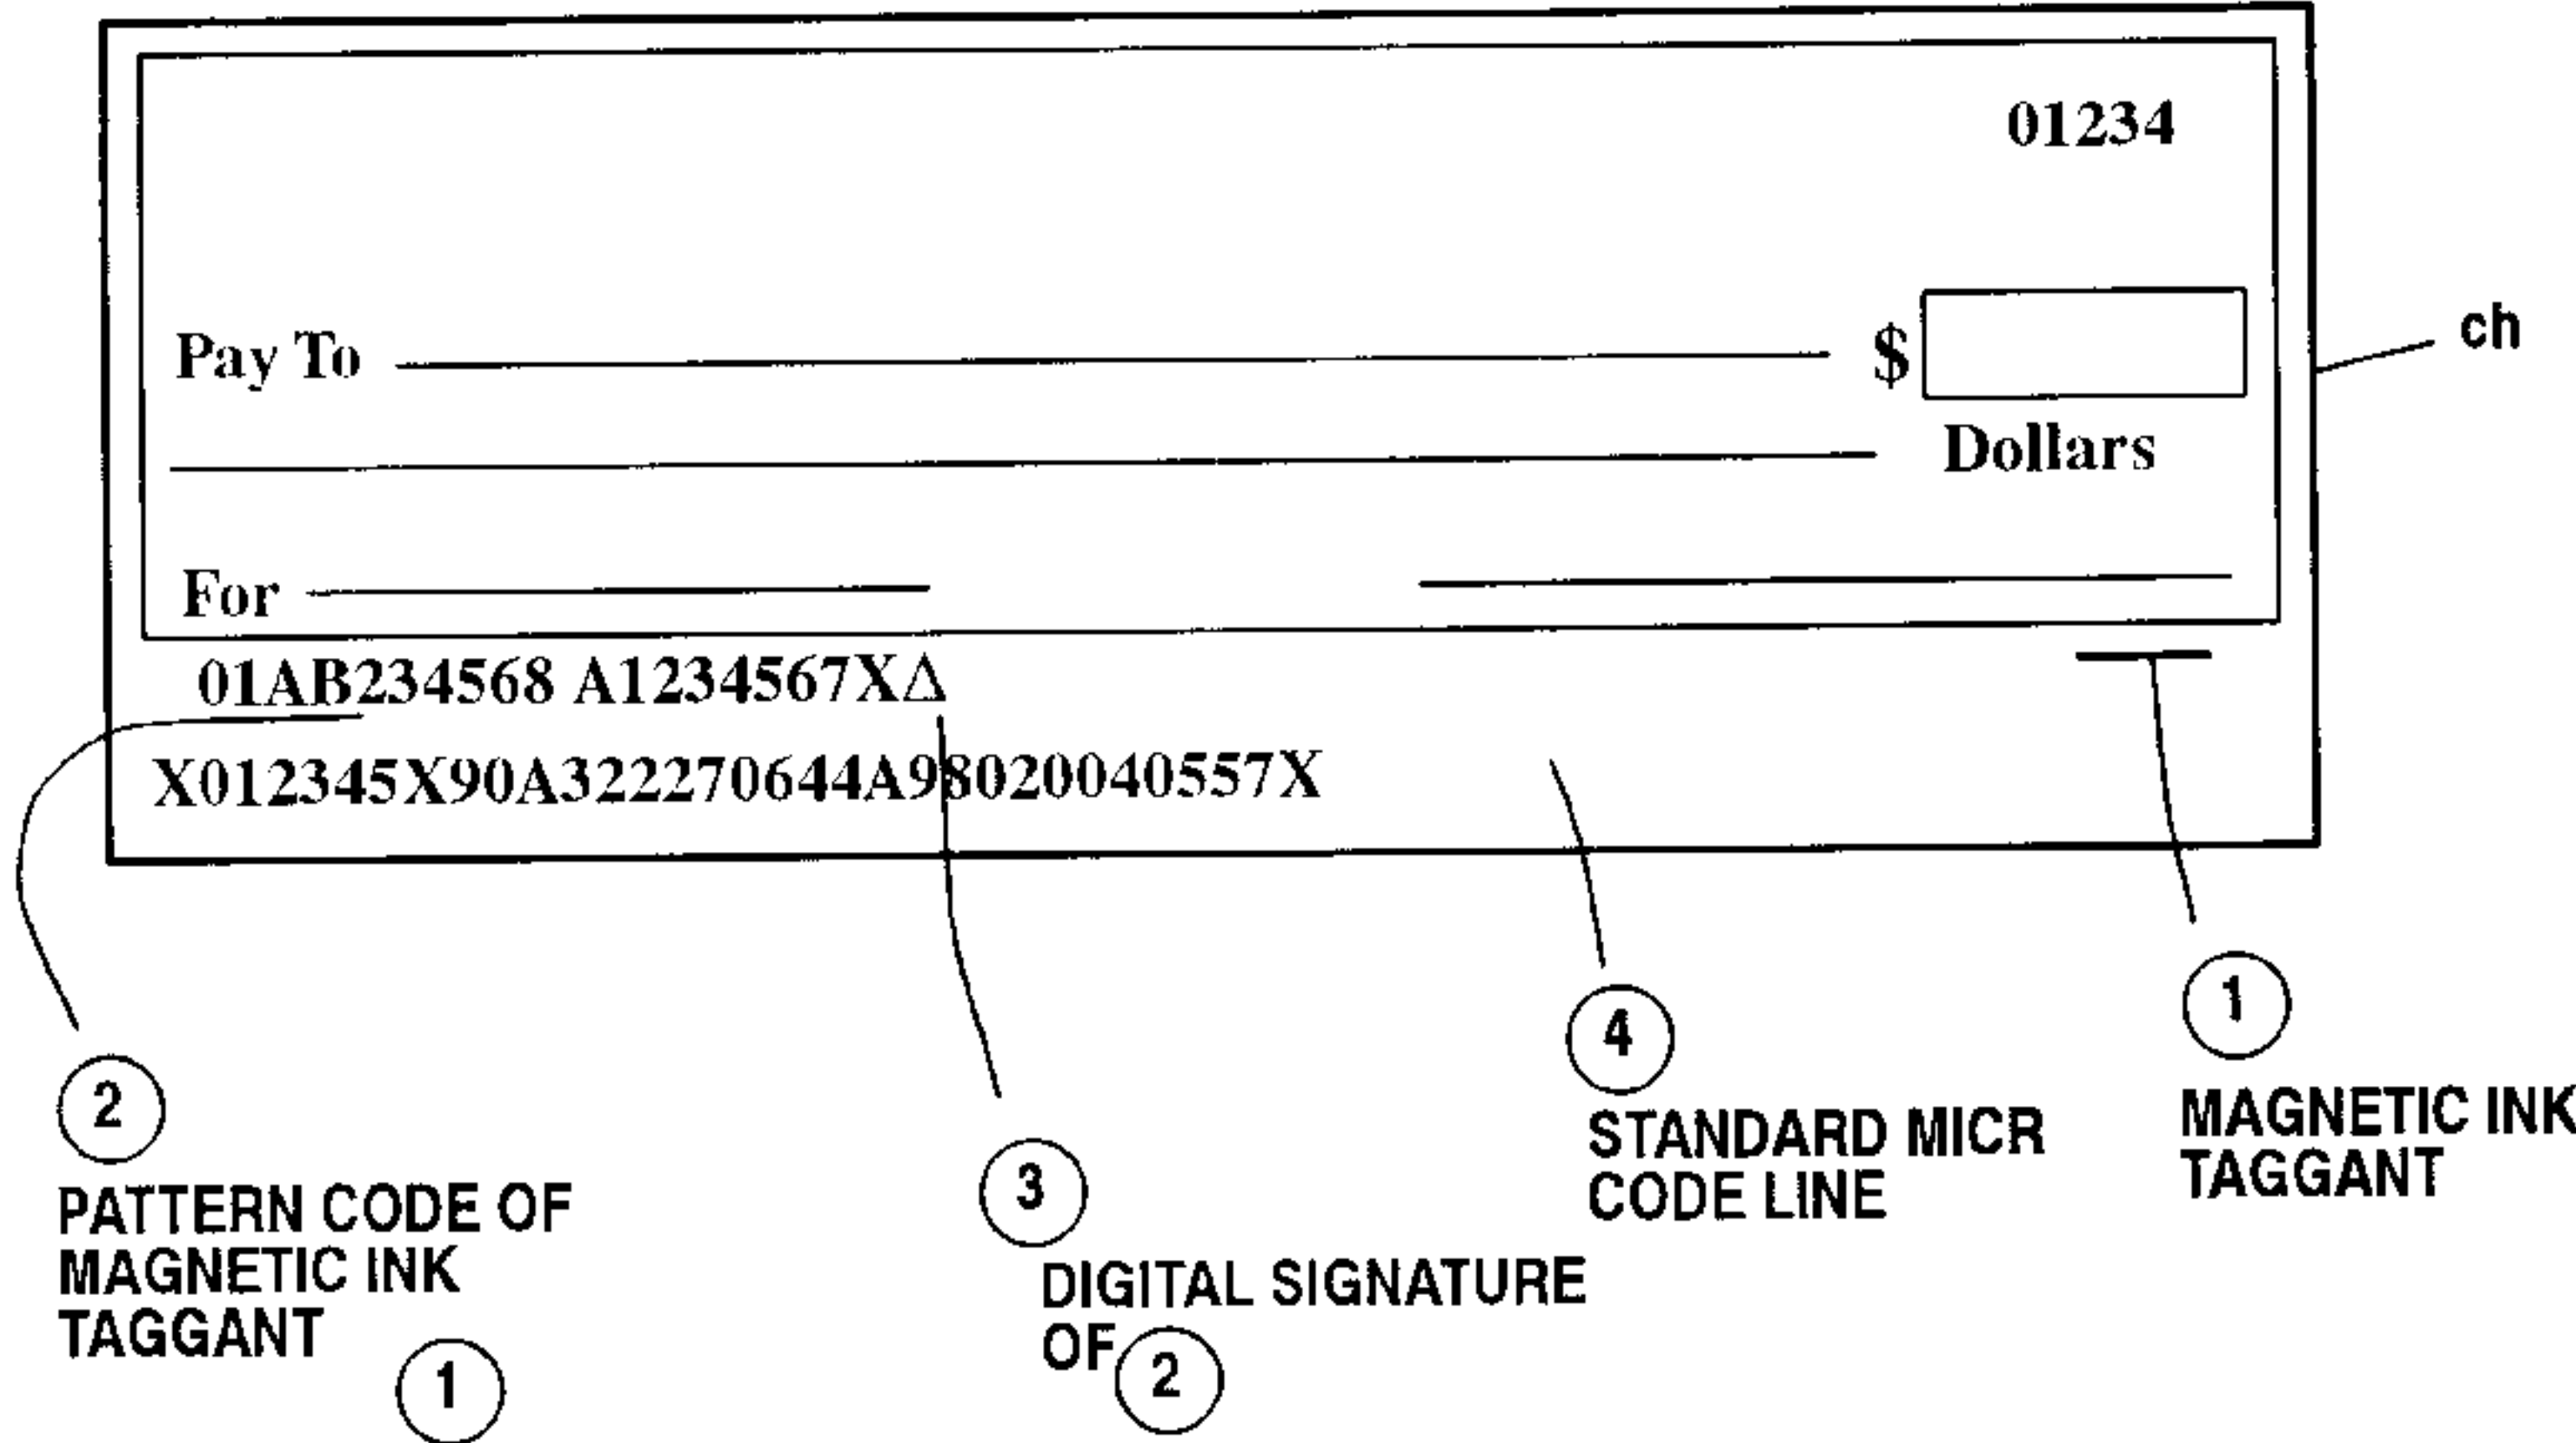 01234
ch
Pay To $
Dollars
For
01AB234568 A1234567XΔ
X012345X90A322270644A98020040557X
1
MAGNETIC INK
TAGGANT
4
STANDARD MICR
CODE LINE
2
PATTERN CODE OF
MAGNETIC INK
TAGGANT
1
3
DIGITAL SIGNATURE
OF 2